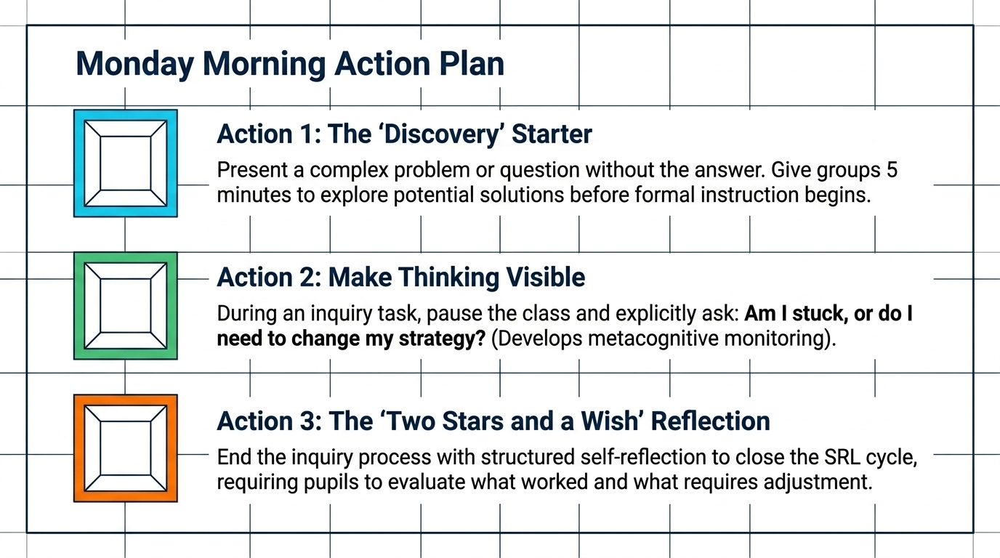 Monday Morning Action Plan
Action 1: The ‘Discovery’ Starter
Present a complex problem or question without the answer. Give groups 5
minutes to explore potential solutions before formal instruction begins.
Action 2: Make Thinking Visible
During an inquiry task, pause the class and explicitly ask: Am I stuck, or do I
need to change my strategy? (Develops metacognitive monitoring).
Action 3: The ‘Two Stars and a Wish’ Reflection
End the inquiry process with structured self-reflection to close the SRL cycle,
requiring pupils to evaluate what worked and what requires adjustment.